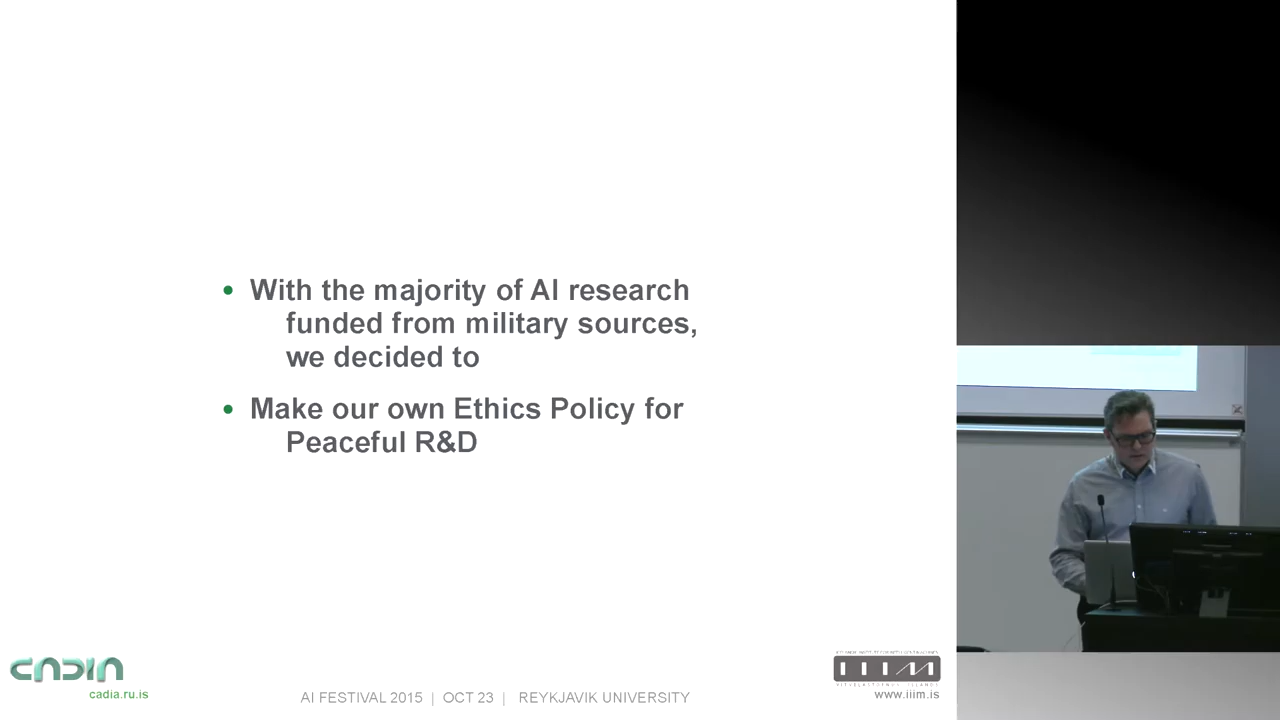 • With the majority of AI research
funded from military sources,
we decided to
• Make our own Ethics Policy for
Peaceful R&D
CADIA
cadia.ru.is
AI FESTIVAL 2015 | OCT 23 | REYKJAVIK UNIVERSITY
IIIM
www.iiim.is